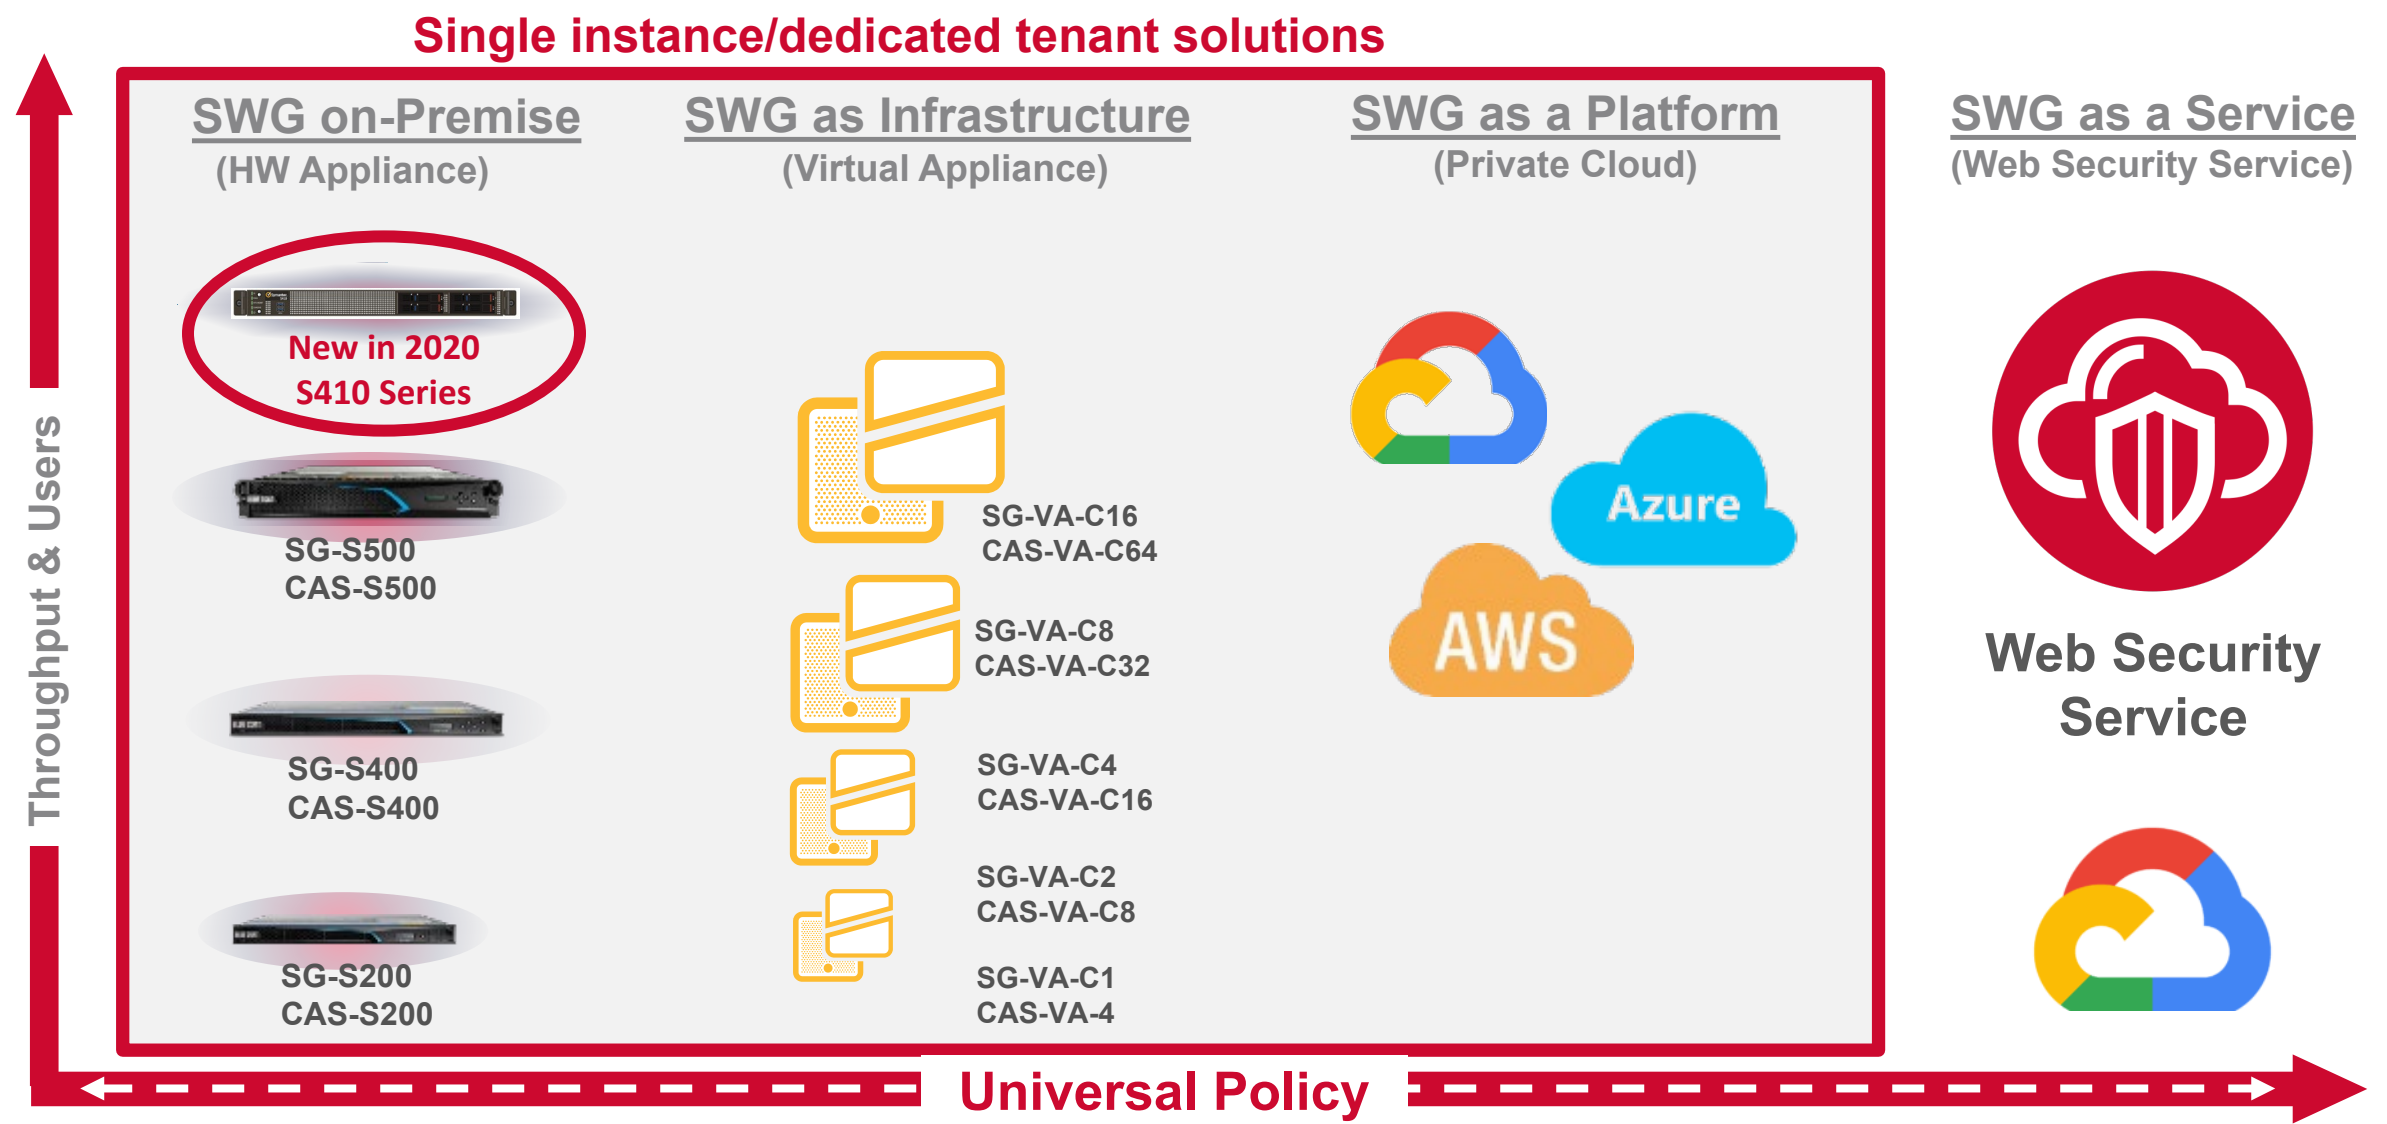 Single instance/dedicated tenant solutions
SWG on-Premise
(HW Appliance)
New in 2020
S410 Series
SG-S500
CAS-S500
SG-S400
CAS-S400
SG-S200
CAS-S200
SWG as Infrastructure
(Virtual Appliance)
SG-VA-C16
CAS-VA-C64
SG-VA-C8
CAS-VA-C32
SG-VA-C4
CAS-VA-C16
SG-VA-C2
CAS-VA-C8
SG-VA-C1
CAS-VA-4
SWG as a Platform
(Private Cloud)
Azure
AWS
SWG as a Service
(Web Security Service)
Web Security
Service
Throughput & Users
Universal Policy